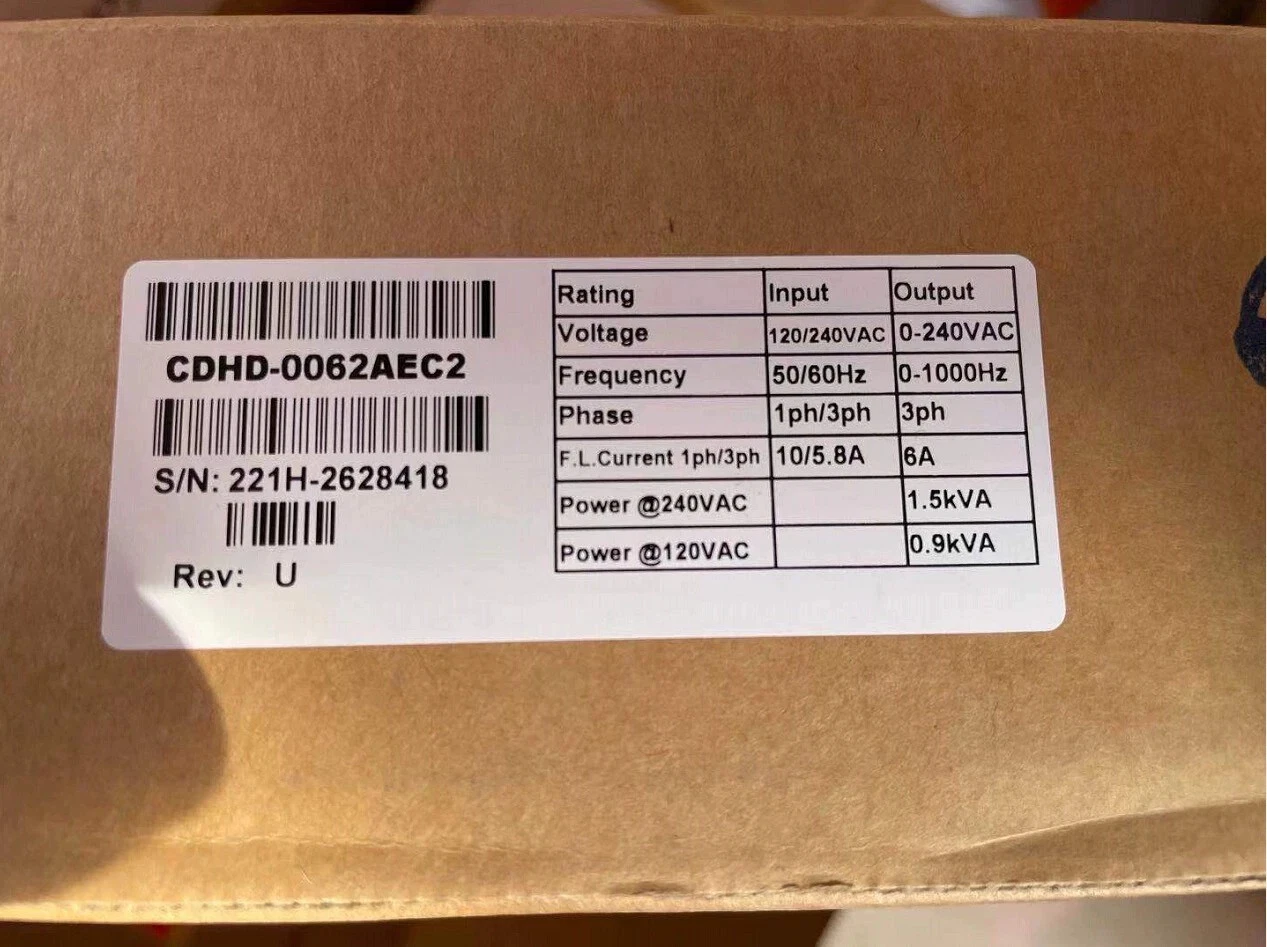 CDHD-0062AEC2
S/N: 221H-2628418
Rev: U
Rating Input Output
Voltage 120/240VAC 0-240VAC
Frequency 50/60Hz 0-1000Hz
Phase 1ph/3ph 3ph
F.L.Current 1ph/3ph 10/5.8A 6A
Power @240VAC 1.5kVA
Power @120VAC 0.9kVA